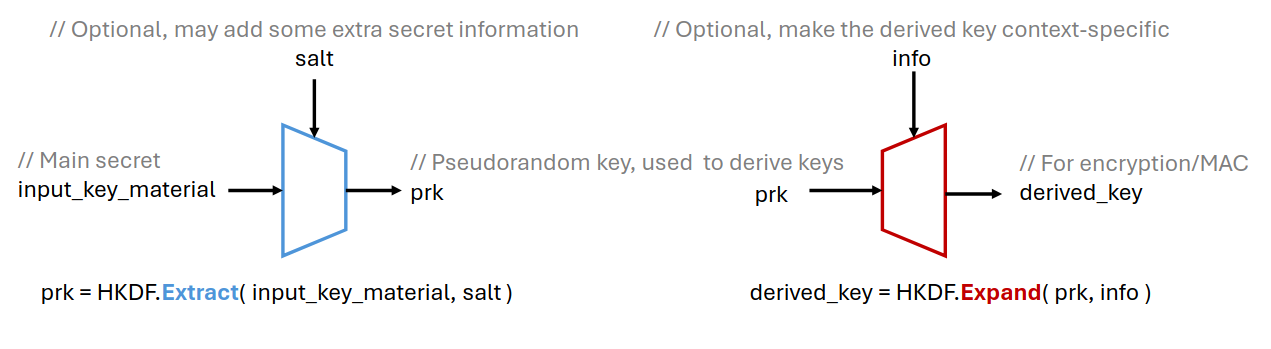 // Optional, may add some extra secret information
salt
// Main secret
input_key_material
// Pseudorandom key, used  to derive keys
prk
prk = HKDF.Extract( input_key_material, salt )
// Optional, make the derived key context-specific
info
prk
// For encryption/MAC
derived_key
derived_key = HKDF.Expand( prk, info )